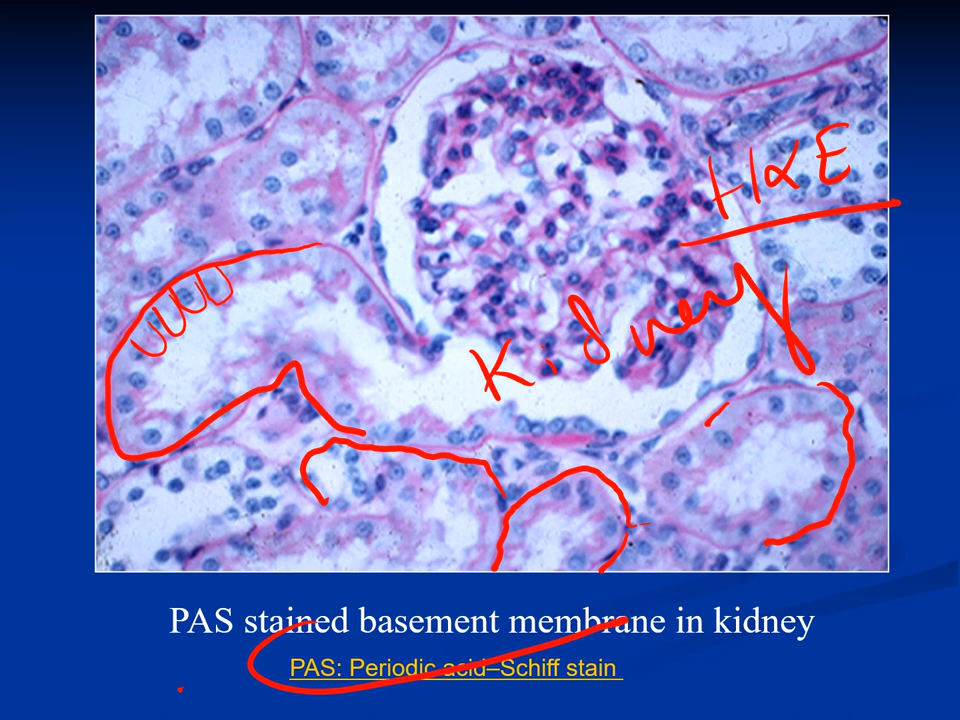 H&E
Kidney
PAS stained basement membrane in kidney
PAS: Periodic acid–Schiff stain